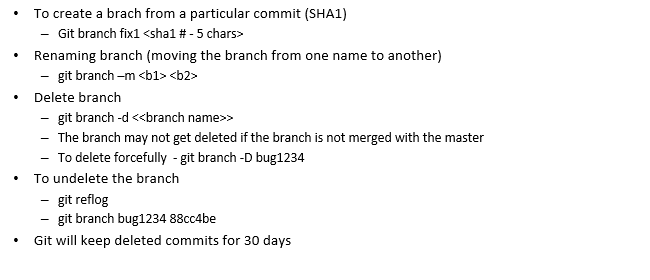 • To create a brach from a particular commit (SHA1)
– Git branch fix1 <sha1 # - 5 chars>
• Renaming branch (moving the branch from one name to another)
– git branch –m <b1> <b2>
• Delete branch
– git branch -d <<branch name>>
– The branch may not get deleted if the branch is not merged with the master
– To delete forcefully - git branch -D bug1234
• To undelete the branch
– git reflog
– git branch bug1234 88cc4be
• Git will keep deleted commits for 30 days